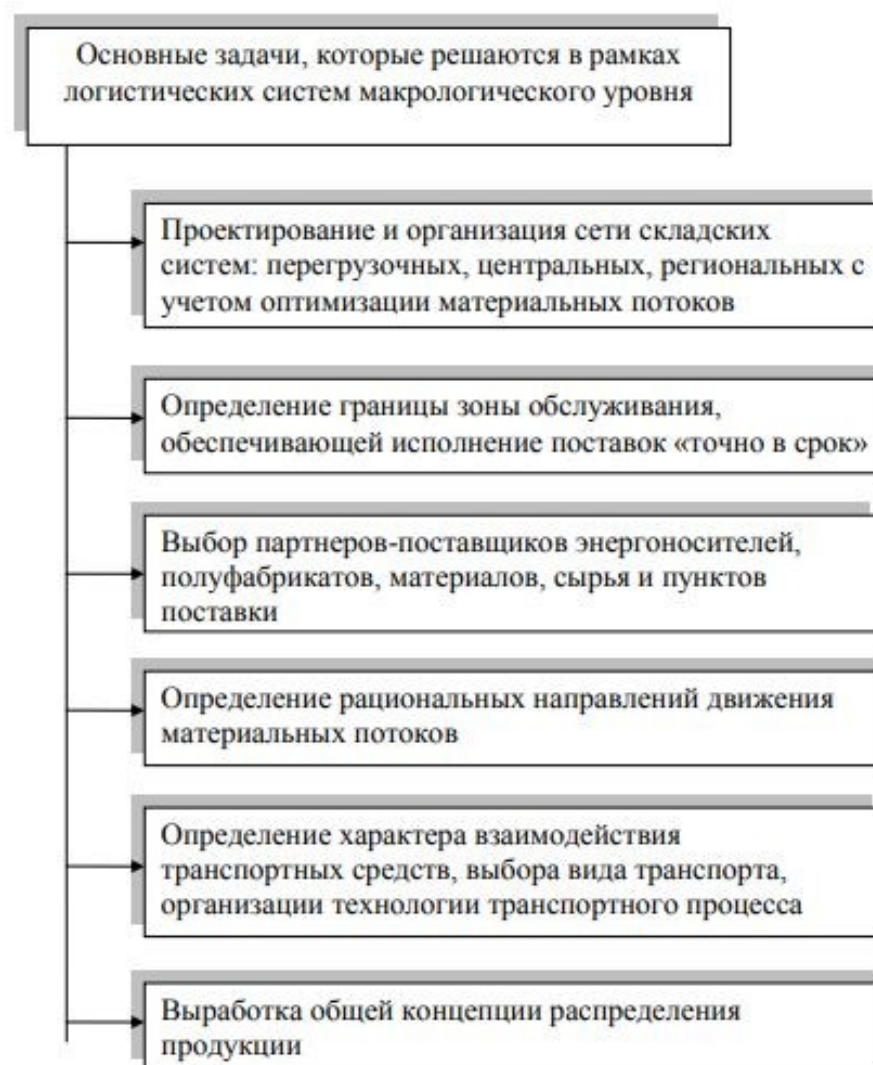 Основные задачи, которые решаются в рамках
логистических систем макрологического уровня
Проектирование и организация сети складских
систем: перегрузочных, центральных, региональных с
учетом оптимизации материальных потоков
Определение границы зоны обслуживания,
обеспечивающей исполнение поставок «точно в срок»
Выбор партнеров-поставщиков энергоносителей,
полуфабрикатов, материалов, сырья и пунктов
поставки
Определение рациональных направлений движения
материальных потоков
Определение характера взаимодействия
транспортных средств, выбора вида транспорта,
организации технологии транспортного процесса
Выработка общей концепции распределения
продукции